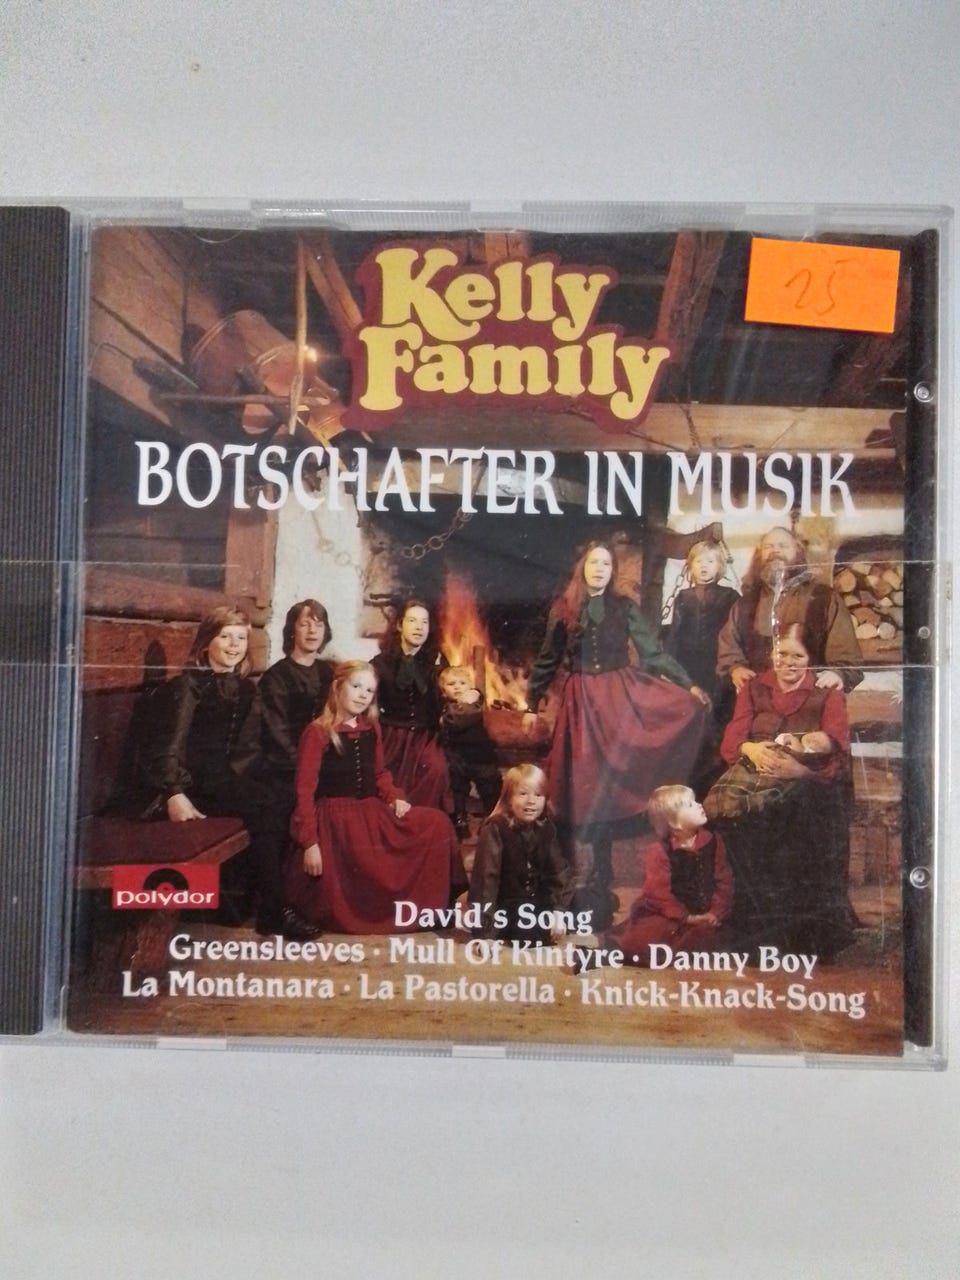 25
Kelly
Family
BOTSCHAFTER IN MUSIK
polydor
David's Song
Greensleeves · Mull Of Kintyre · Danny Boy
La Montanara · La Pastorella · Knick-Knack-Song